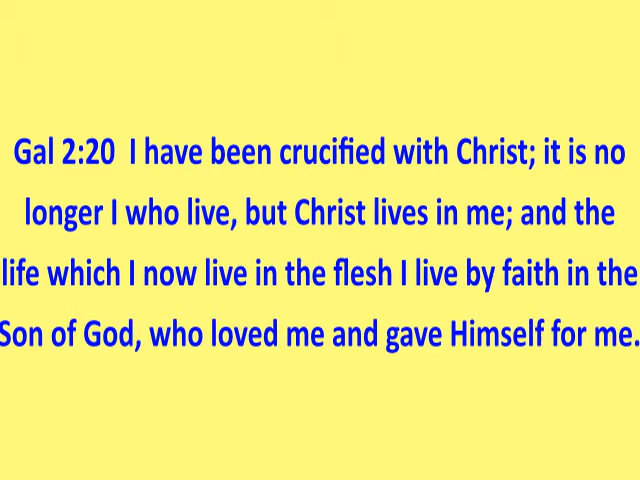 Gal 2:20  I have been crucified with Christ; it is no
longer I who live, but Christ lives in me; and the
life which I now live in the flesh I live by faith in the
Son of God, who loved me and gave Himself for me.